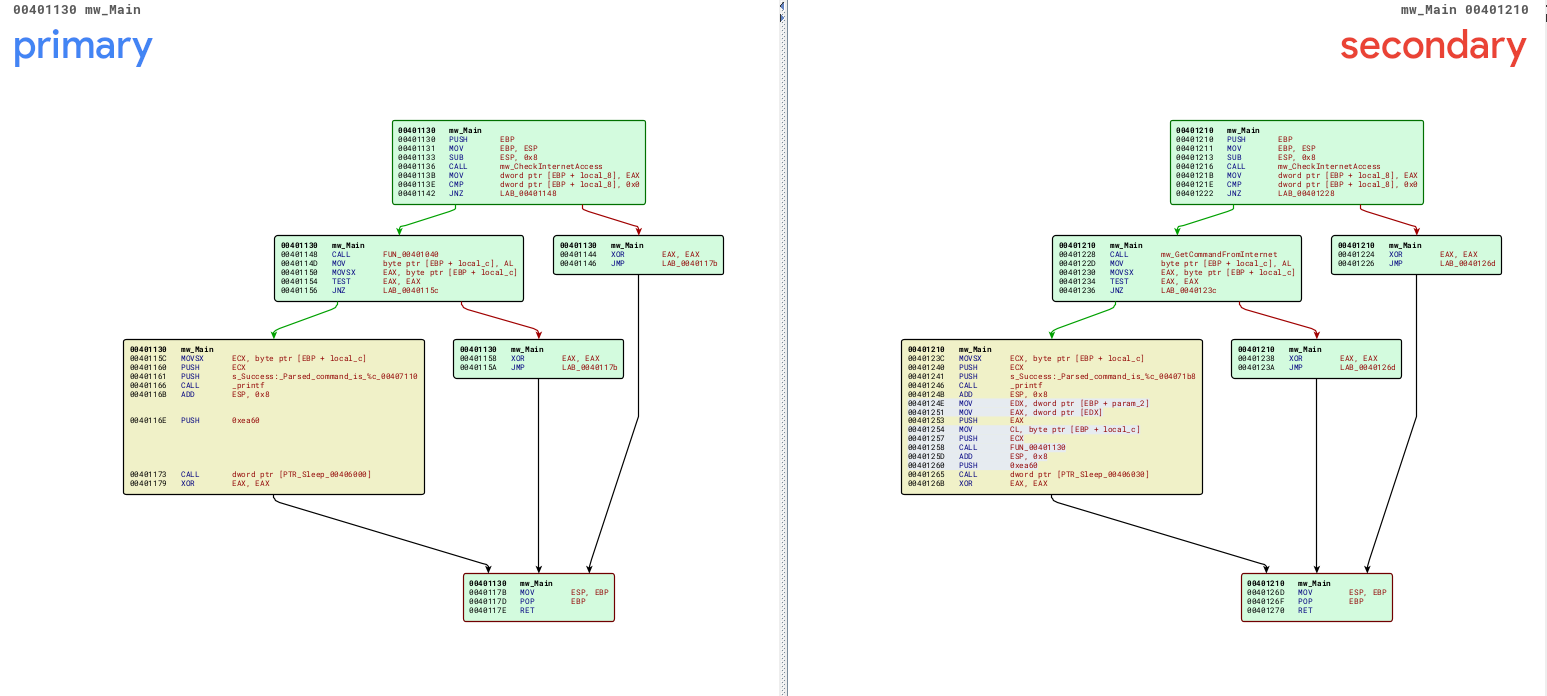 00401130 mw_Main
primary
00401130 mw_Main
00401130 PUSH EBP
00401131 MOV EBP, ESP
00401133 SUB ESP, 0x8
00401136 CALL mw_CheckInternetAccess
0040113B MOV dword ptr [EBP + local_8], EAX
0040113E CMP dword ptr [EBP + local_8], 0x0
00401142 JNZ LAB_00401148
00401130 mw_Main
00401148 CALL FUN_00401040
0040114D MOV byte ptr [EBP + local_c], AL
00401150 MOVSX EAX, byte ptr [EBP + local_c]
00401154 TEST EAX, EAX
00401156 JNZ LAB_0040115c
00401130 mw_Main
00401144 XOR EAX, EAX
00401146 JMP LAB_0040117b
00401130 mw_Main
0040115C MOVSX ECX, byte ptr [EBP + local_c]
00401160 PUSH ECX
00401161 PUSH s_Success:_Parsed_command_is_%c_00407110
00401166 CALL _printf
0040116B ADD ESP, 0x8
0040116E PUSH 0xea60
00401173 CALL dword ptr [PTR_Sleep_00406000]
00401179 XOR EAX, EAX
00401130 mw_Main
00401158 XOR EAX, EAX
0040115A JMP LAB_0040117b
00401130 mw_Main
0040117B MOV ESP, EBP
0040117D POP EBP
0040117E RET
mw_Main 00401210
secondary
00401210 mw_Main
00401210 PUSH EBP
00401211 MOV EBP, ESP
00401213 SUB ESP, 0x8
00401216 CALL mw_CheckInternetAccess
0040121B MOV dword ptr [EBP + local_8], EAX
0040121E CMP dword ptr [EBP + local_8], 0x0
00401222 JNZ LAB_00401228
00401210 mw_Main
00401228 CALL mw_GetCommandFromInternet
0040122D MOV byte ptr [EBP + local_c], AL
00401230 MOVSX EAX, byte ptr [EBP + local_c]
00401234 TEST EAX, EAX
00401236 JNZ LAB_0040123c
00401210 mw_Main
00401224 XOR EAX, EAX
00401226 JMP LAB_0040126d
00401210 mw_Main
0040123C MOVSX ECX, byte ptr [EBP + local_c]
00401240 PUSH ECX
00401241 PUSH s_Success:_Parsed_command_is_%c_004071b8
00401246 CALL _printf
0040124B ADD ESP, 0x8
0040124E MOV EDX, dword ptr [EBP + param_2]
00401251 MOV EAX, dword ptr [EDX]
00401253 PUSH EAX
00401254 MOV CL, byte ptr [EBP + local_c]
00401257 PUSH ECX
00401258 CALL FUN_00401130
0040125D ADD ESP, 0x8
00401260 PUSH 0xea60
00401265 CALL dword ptr [PTR_Sleep_00406030]
0040126B XOR EAX, EAX
00401210 mw_Main
00401238 XOR EAX, EAX
0040123A JMP LAB_0040126d
00401210 mw_Main
0040126D MOV ESP, EBP
0040126F POP EBP
00401270 RET